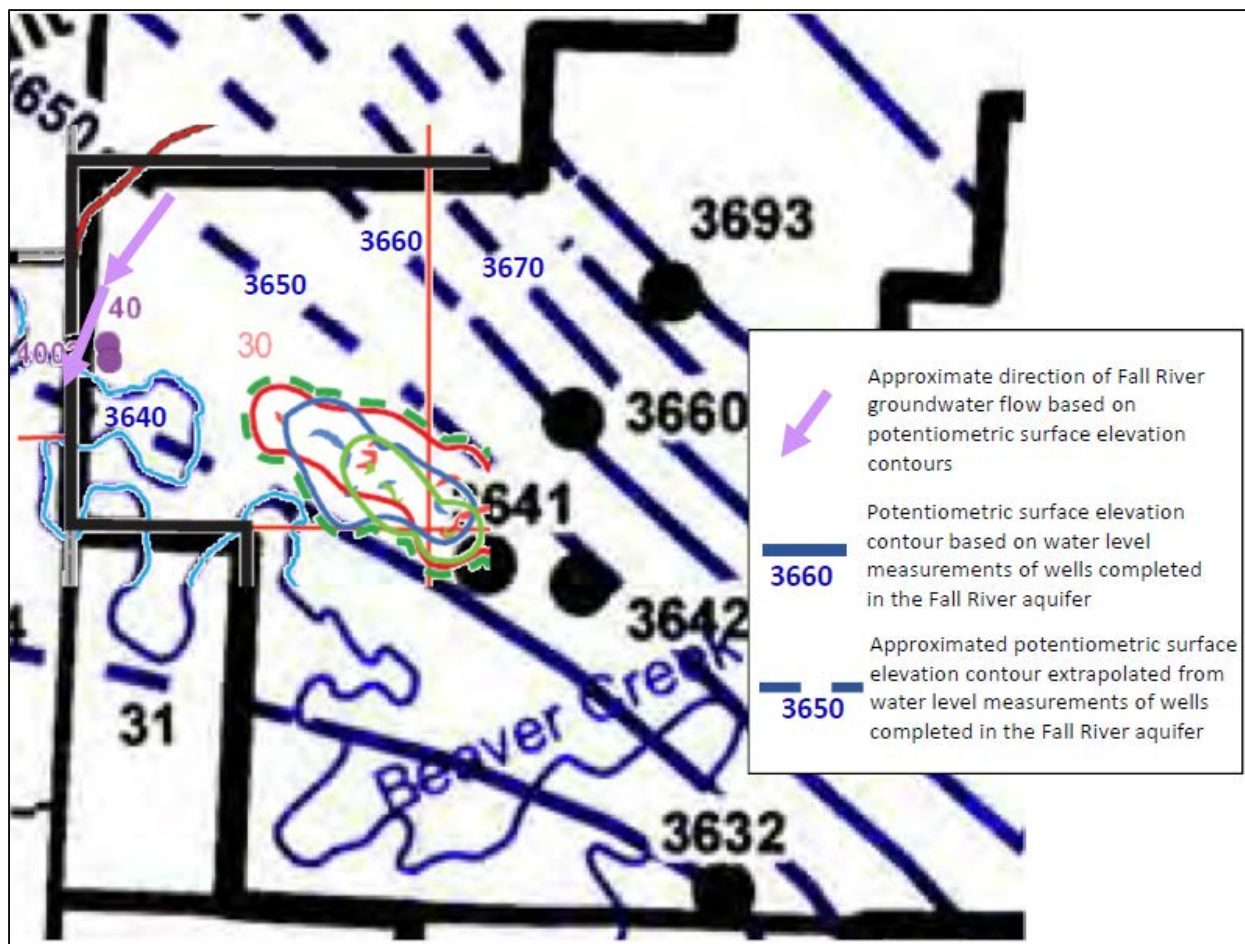 3650
3693
3660
3670
3650
40
30
3640
3660
3641
3642
Beaver Creek
31
3632
Approximate direction of Fall River
groundwater flow based on
potentiometric surface elevation
contours
Potentiometric surface elevation
contour based on water level
measurements of wells completed
in the Fall River aquifer
3660
Approximated potentiometric surface
elevation contour extrapolated from
water level measurements of wells
completed in the Fall River aquifer
3650